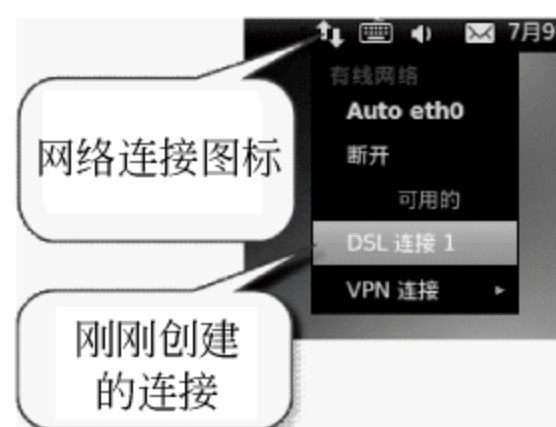 7月9
有线网络
Auto eth0
断开
可用的
DSL 连接 1
VPN 连接
网络连接图标
刚刚创建
的连接